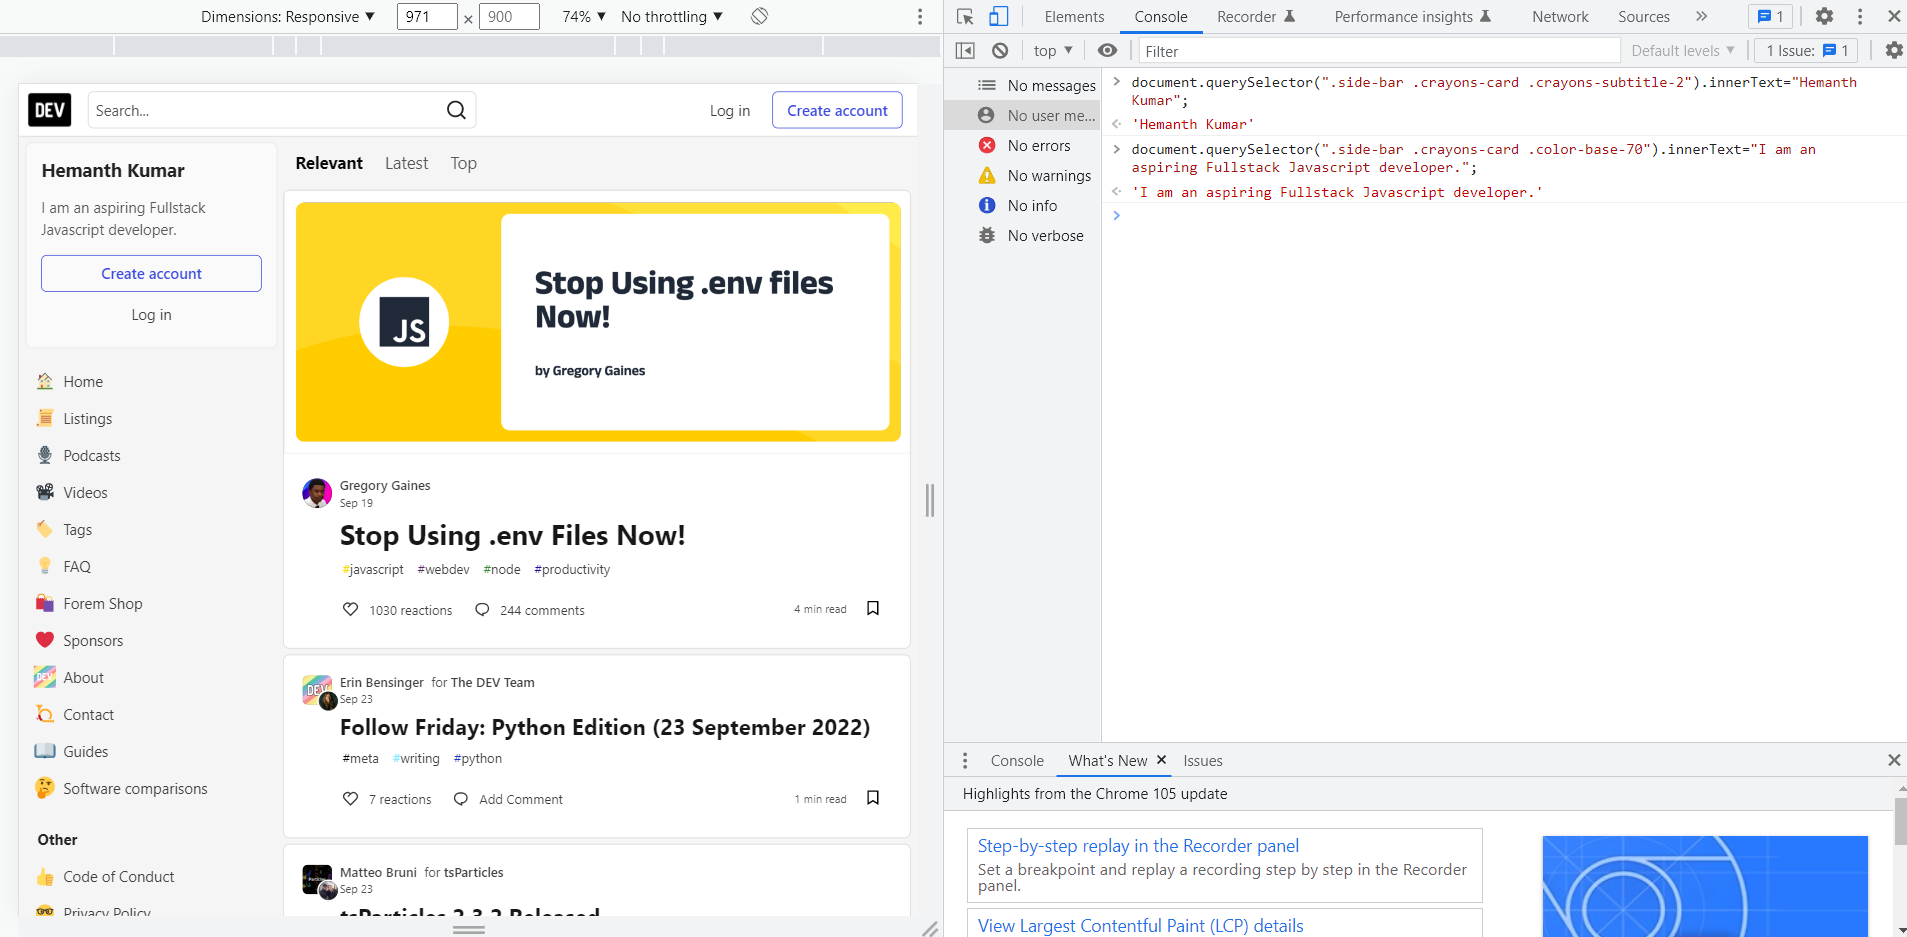 Dimensions: Responsive ▼ 971 × 900 74% ▼ No throttling ▼
DEV Search... Log in Create account
Hemanth Kumar
I am an aspiring Fullstack
Javascript developer.
Create account
Log in
Home
Listings
Podcasts
Videos
Tags
FAQ
Forem Shop
Sponsors
DEV About
Contact
Guides
Software comparisons
Other
Code of Conduct
Privacy Policy
Relevant Latest Top
JS
Stop Using .env files
Now!
by Gregory Gaines
Gregory Gaines
Sep 19
Stop Using .env Files Now!
#javascript #webdev #node #productivity
1030 reactions 244 comments 4 min read
DEV
Erin Bensinger for The DEV Team
Sep 23
Follow Friday: Python Edition (23 September 2022)
#meta #writing #python
7 reactions Add Comment 1 min read
Matteo Bruni for tsParticles
Sep 23
tsParticles 2.3.2 Released
Elements Console Recorder Performance insights Network Sources » 1
top ▼ Filter Default levels ▼ 1 Issue: 1
No messages
No user me...
No errors
No warnings
No info
No verbose
> document.querySelector(".side-bar .crayons-card .crayons-subtitle-2").innerText="Hemanth
Kumar";
'Hemanth Kumar'
> document.querySelector(".side-bar .crayons-card .color-base-70").innerText="I am an
aspiring Fullstack Javascript developer.";
'I am an aspiring Fullstack Javascript developer.'
>
Console What's New × Issues
Highlights from the Chrome 105 update
Step-by-step replay in the Recorder panel
Set a breakpoint and replay a recording step by step in the Recorder
panel.
View Largest Contentful Paint (LCP) details